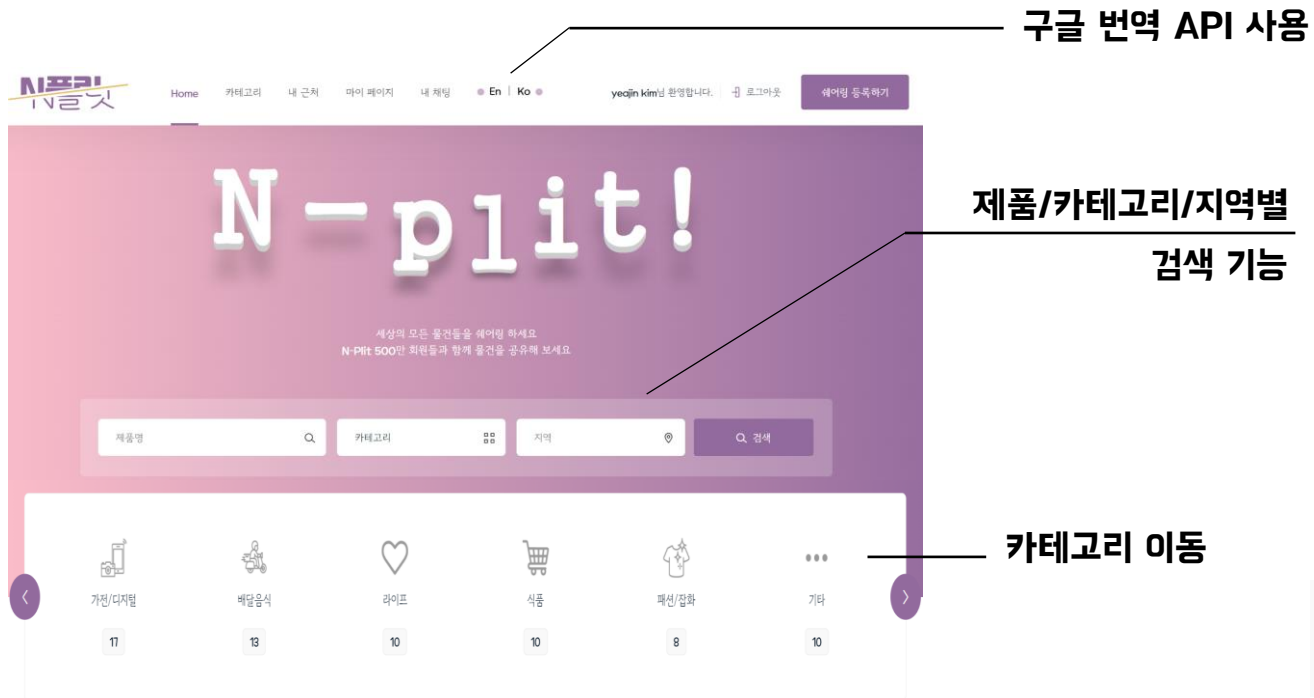 구글 번역 API 사용
N플릿
Home 카테고리 내 근처 마이 페이지 내 채팅 En | Ko yeajin kim님 환영합니다. 로그아웃 쉐어링 등록하기
N-plit!
제품/카테고리/지역별
검색 기능
세상의 모든 물건들을 쉐어링 하세요
N-Plit 500만 회원들과 함께 물건을 공유해 보세요
제품명 카테고리 지역 검색
카테고리 이동
가전/디지털 배달음식 라이프 식품 패션/잡화 기타
17 13 10 10 8 10